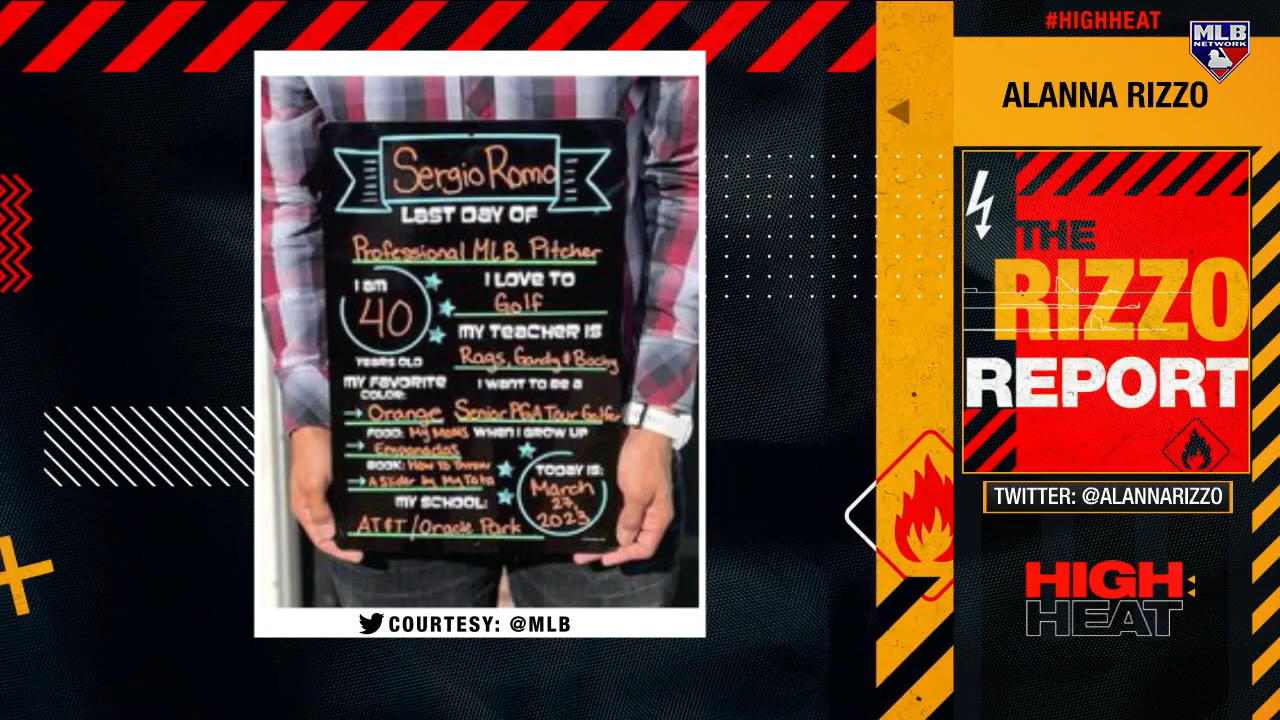 #HIGHHEAT
MLB
NETWORK
ALANNA RIZZO
Sergio Romo
LAST DAY OF
Professional MLB Pitcher
I am
40
YEARS OLD
I LOVE TO
Golf
MY TEACHER IS
Rags, Gardy & Bochy
MY FAVORITE
COLOR:
→ Orange
FOOD: My Mom's
→ Empanadas
BOOK: How To Throw
→ A Slider by My Tata
I WANT TO BE A
Senior PGA Tour Golfer
WHEN I GROW UP
MY SCHOOL:
AT&T/Oracle Park
TODAY IS:
March
27,
2023
COURTESY: @MLB
THE
RIZZO
REPORT
TWITTER: @ALANNARIZZO
HIGH
HEAT